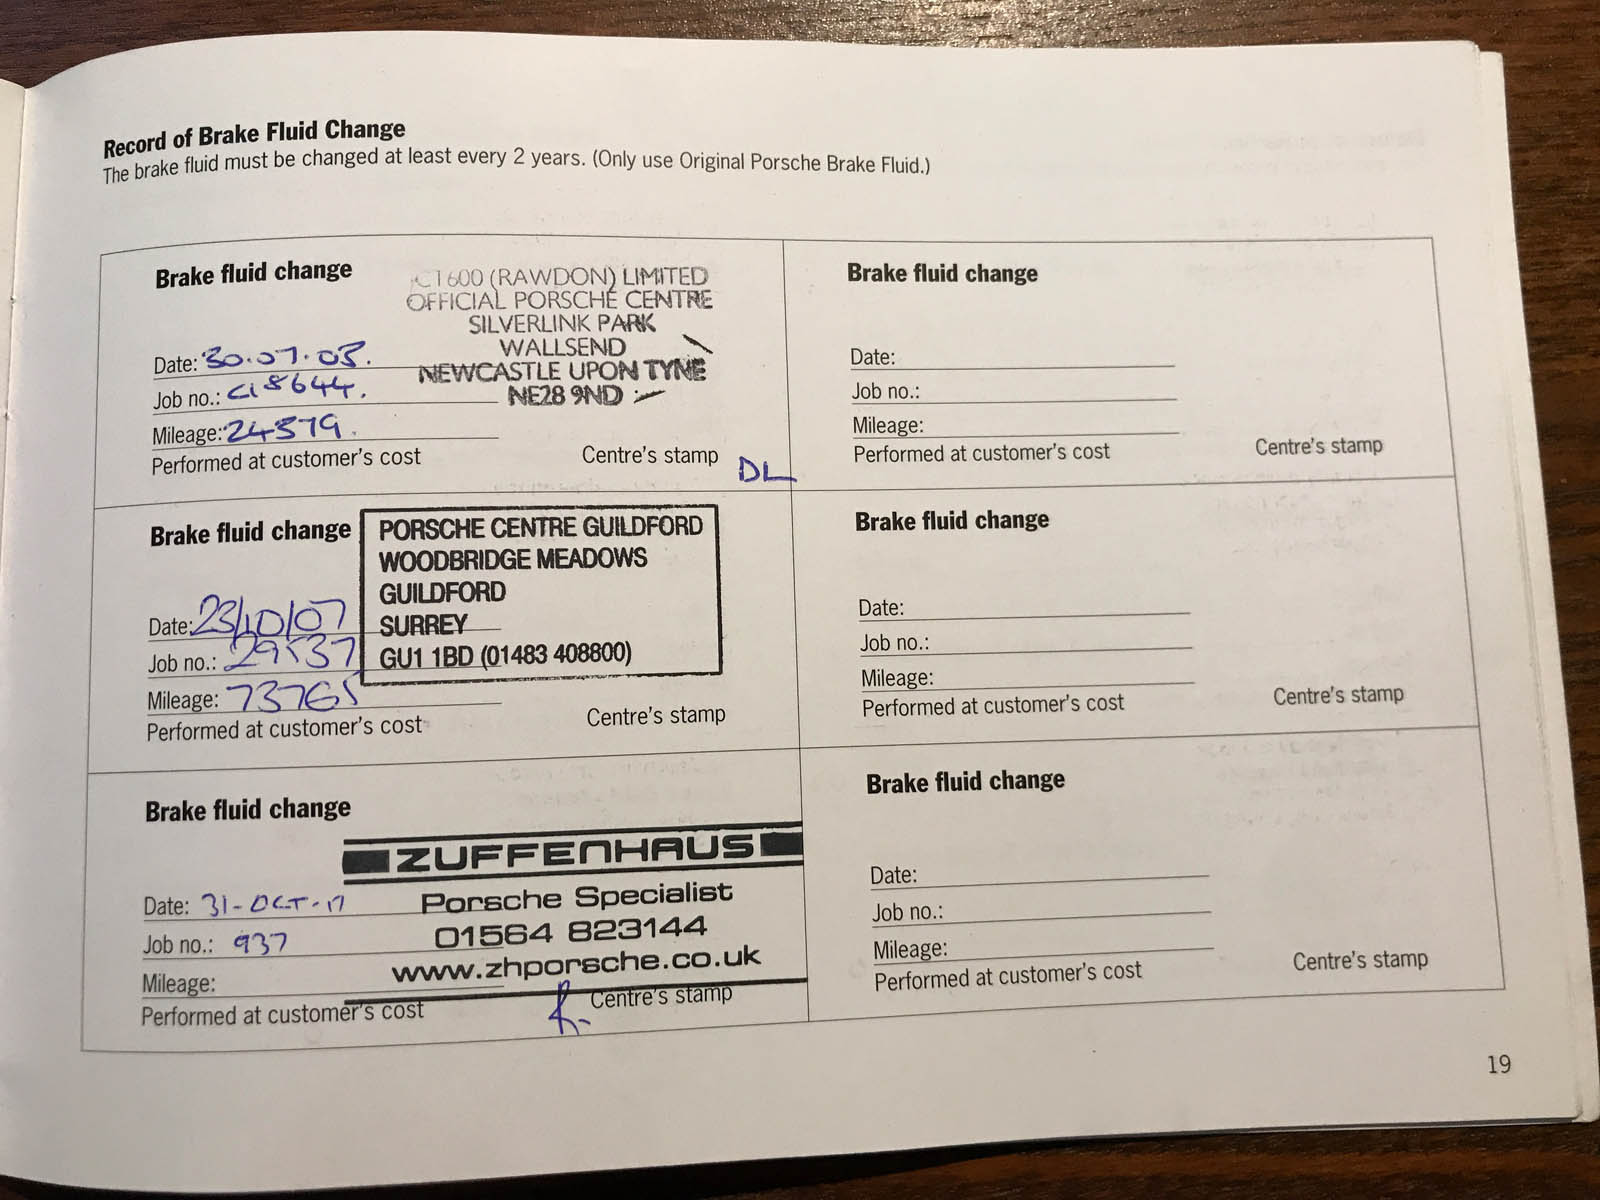 Record of Brake Fluid Change
The brake fluid must be changed at least every 2 years. (Only use Original Porsche Brake Fluid.)
Brake fluid change
C1600 (RAWDON) LIMITED
OFFICIAL PORSCHE CENTRE
SILVERLINK PARK
WALLSEND
NEWCASTLE UPON TYNE
NE28 9ND
Date:
Job no.:
Mileage:
Performed at customer's cost
Centre's stamp
DL
Brake fluid change
PORSCHE CENTRE GUILDFORD
WOODBRIDGE MEADOWS
GUILDFORD
SURREY
GU1 1BD (01483 408800)
Date: 23/10/07
Job no.: 29537
Mileage: 73765
Performed at customer's cost
Centre's stamp
Brake fluid change
ZUFFENHAUS
Porsche Specialist
01564 823144
www.zhporsche.co.uk
Date: 31-OCT-17
Job no.: 937
Mileage:
Performed at customer's cost
Centre's stamp
Brake fluid change
Date:
Job no.:
Mileage:
Performed at customer's cost
Centre's stamp
Brake fluid change
Date:
Job no.:
Mileage:
Performed at customer's cost
Centre's stamp
Brake fluid change
Date:
Job no.:
Mileage:
Performed at customer's cost
Centre's stamp
19